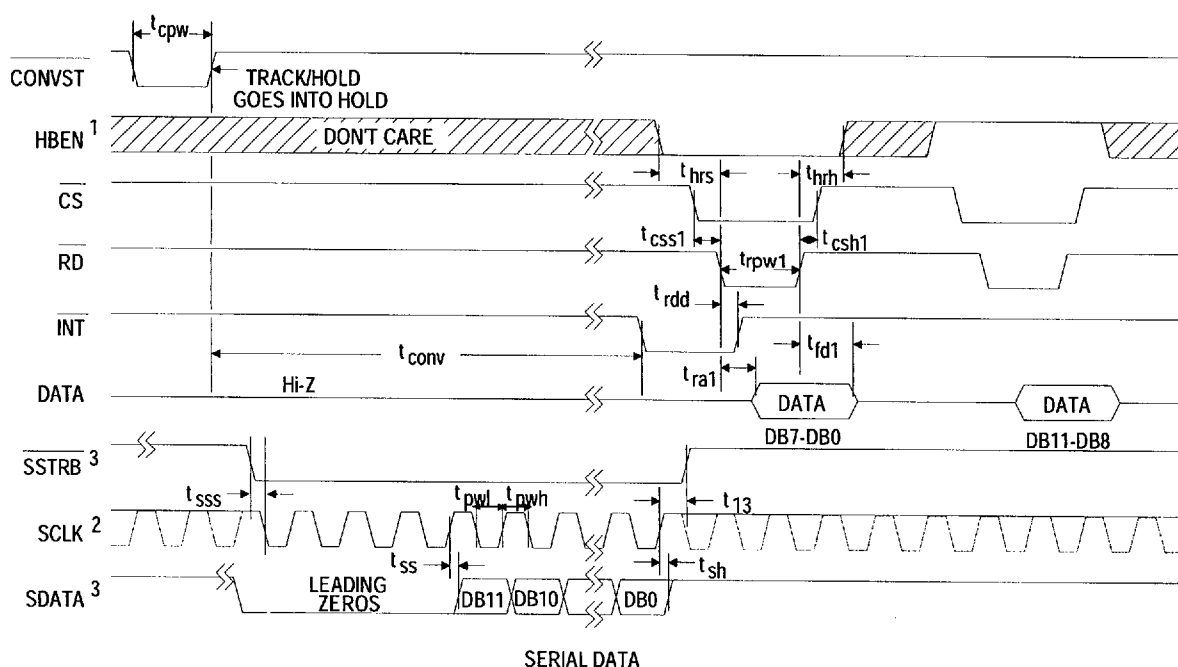 tcpw
CONVST
TRACK/HOLD
GOES INTO HOLD
HBEN 1
DON'T CARE
thrs
thrh
CS
tcss1
tcsh1
RD
trpw1
trdd
INT
tconv
tfd1
tra1
Hi-Z
DATA
DATA
DATA
DB7-DB0
DB11-DB8
SSTRB 3
tsss
tpwl
tpwh
t13
SCLK 2
tss
tsh
SDATA 3
LEADING
ZEROS
DB11
DB10
DB0
SERIAL DATA